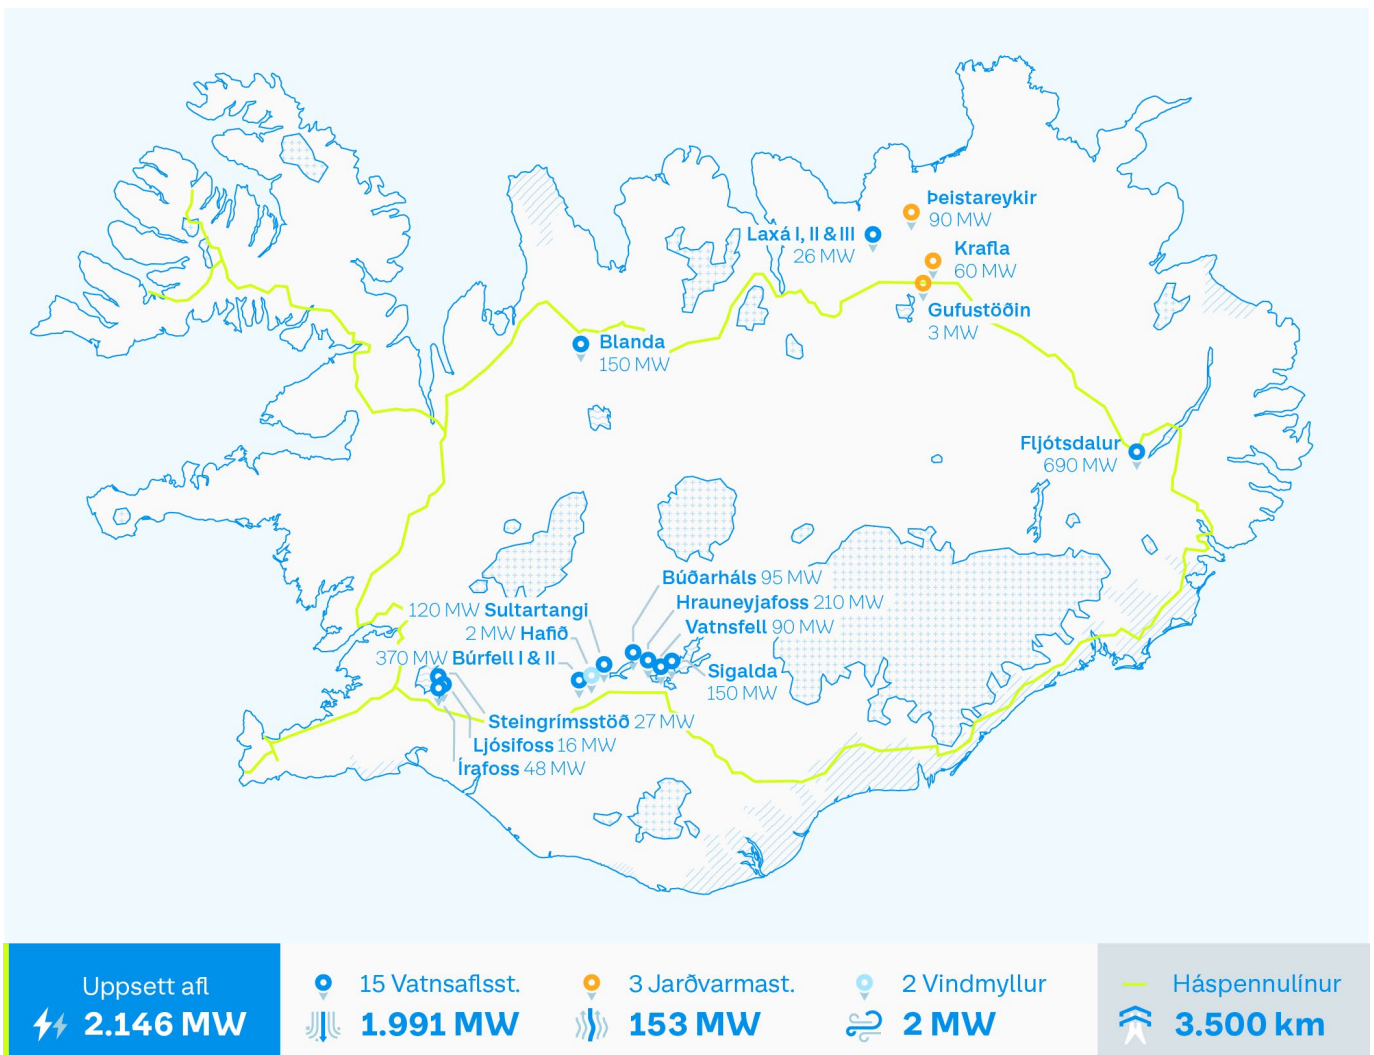 Þeistareykir
90 MW
Laxá I, II & III
26 MW
Krafla
60 MW
Gufustöðin
3 MW
Blanda
150 MW
Fljótsdalur
690 MW
Búðarháls 95 MW
Hrauneyjafoss 210 MW
120 MW Sultartangi
Vatnsfell 90 MW
2 MW Hafið
370 MW Búrfell I & II
Sigalda
150 MW
Steingrímsstöð 27 MW
Ljósifoss 16 MW
Írafoss 48 MW
Uppsett afl
2.146 MW
15 Vatnsaflsst.
1.991 MW
3 Jarðvarmast.
153 MW
2 Vindmyllur
2 MW
Háspennulínur
3.500 km